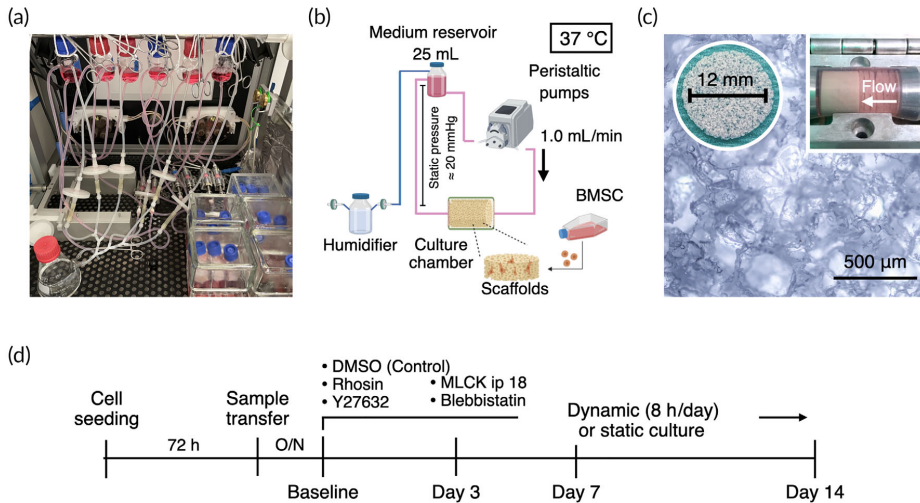 (a)
(b)
Medium reservoir
25 mL
37 °C
Peristaltic
pumps
Static pressure
≈ 20 mmHg
1.0 mL/min
BMSC
Humidifier
Culture
chamber
Scaffolds
(c)
12 mm
Flow
500 µm
(d)
• DMSO (Control)
• Rhosin
• Y27632
• MLCK ip 18
• Blebbistatin
Cell
seeding
Sample
transfer
Dynamic (8 h/day)
or static culture
72 h
O/N
Baseline
Day 3
Day 7
Day 14